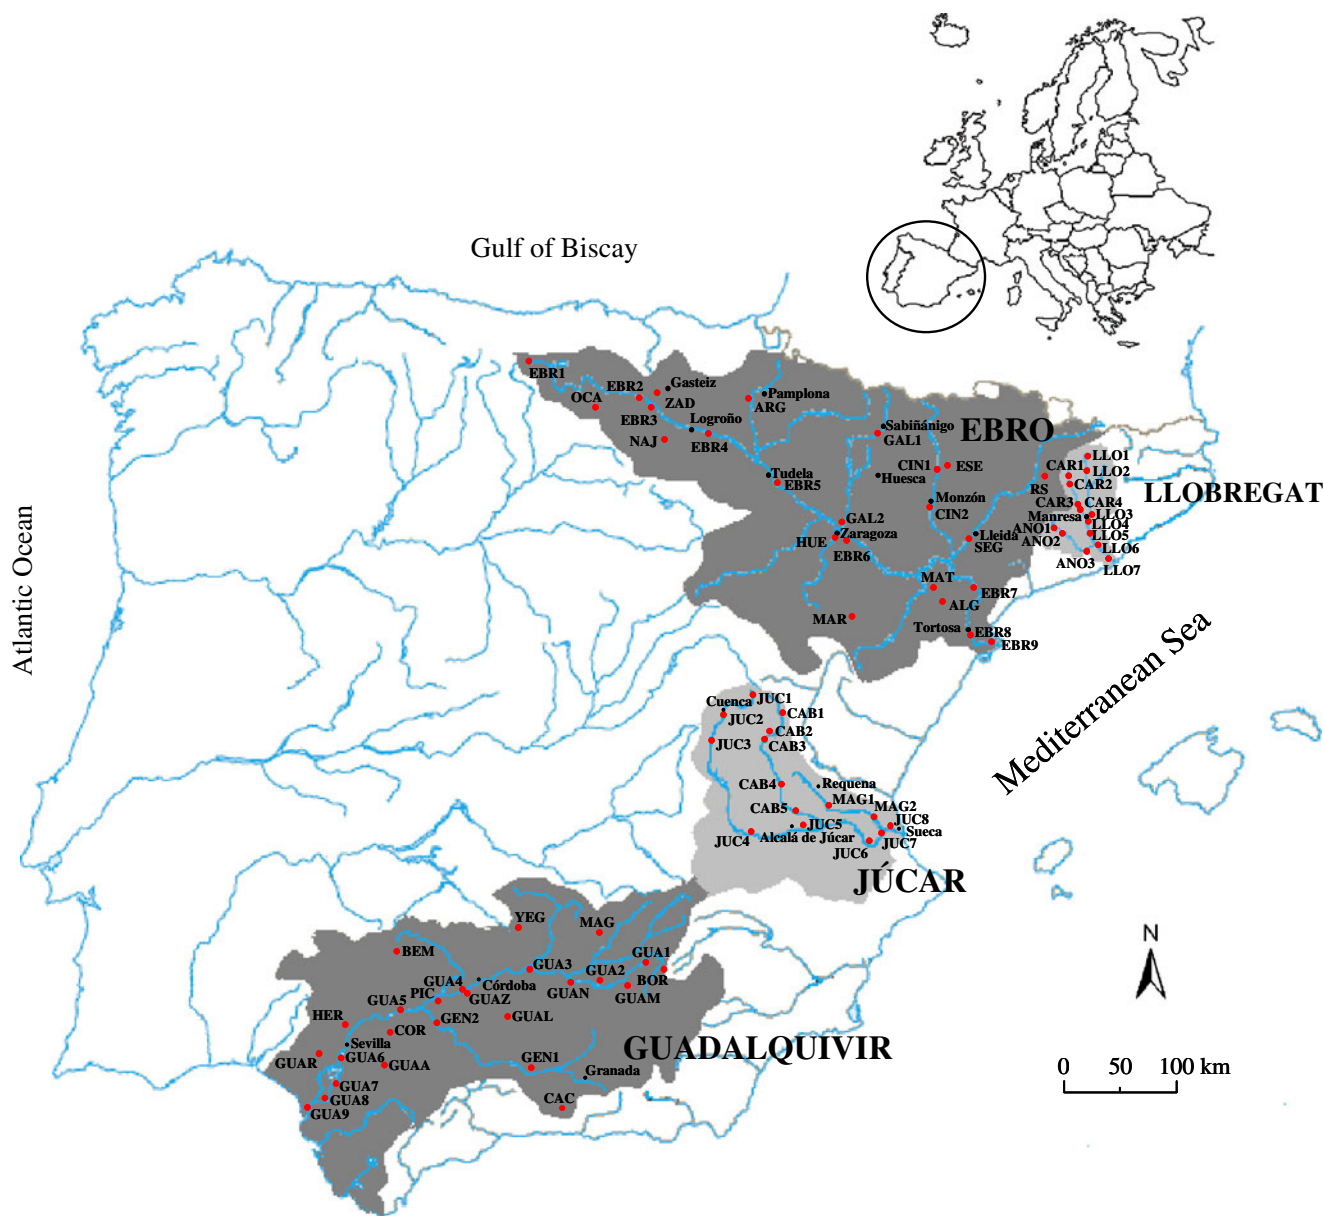 Gulf of Biscay
Atlantic Ocean
Mediterranean Sea
EBRO
EBR1
EBR2
Gasteiz
ZAD
OCA
EBR3
NAJ
Logroño
EBR4
Pamplona
ARG
Sabiñánigo
GAL1
Tudela
EBR5
Huesca
CIN1
ESE
Monzón
CIN2
GAL2
Zaragoza
HUE
EBR6
Lleida
SEG
RS
MAT
ALG
EBR7
MAR
Tortosa
EBR8
EBR9
LLOBREGAT
LLO1
CAR1
LLO2
CAR2
CAR3
CAR4
Manresa
LLO3
LLO4
ANO1
ANO2
LLO5
LLO6
ANO3
LLO7
JÚCAR
Cuenca
JUC1
JUC2
CAB1
JUC3
CAB2
CAB3
CAB4
Requena
CAB5
MAG1
MAG2
JUC8
Sueca
JUC4
Alcalá de Júcar
JUC5
JUC6
JUC7
GUADALQUIVIR
YEG
MAG
BEM
GUA1
GUA3
GUA2
BOR
GUAN
GUAM
GUA4
Córdoba
PIC
GUAZ
GUA5
GEN2
GUAL
HER
COR
Sevilla
GUAR
GUA6
GUAA
GEN1
Granada
GUA7
GUA8
GUA9
CAC
N
0 50 100 km